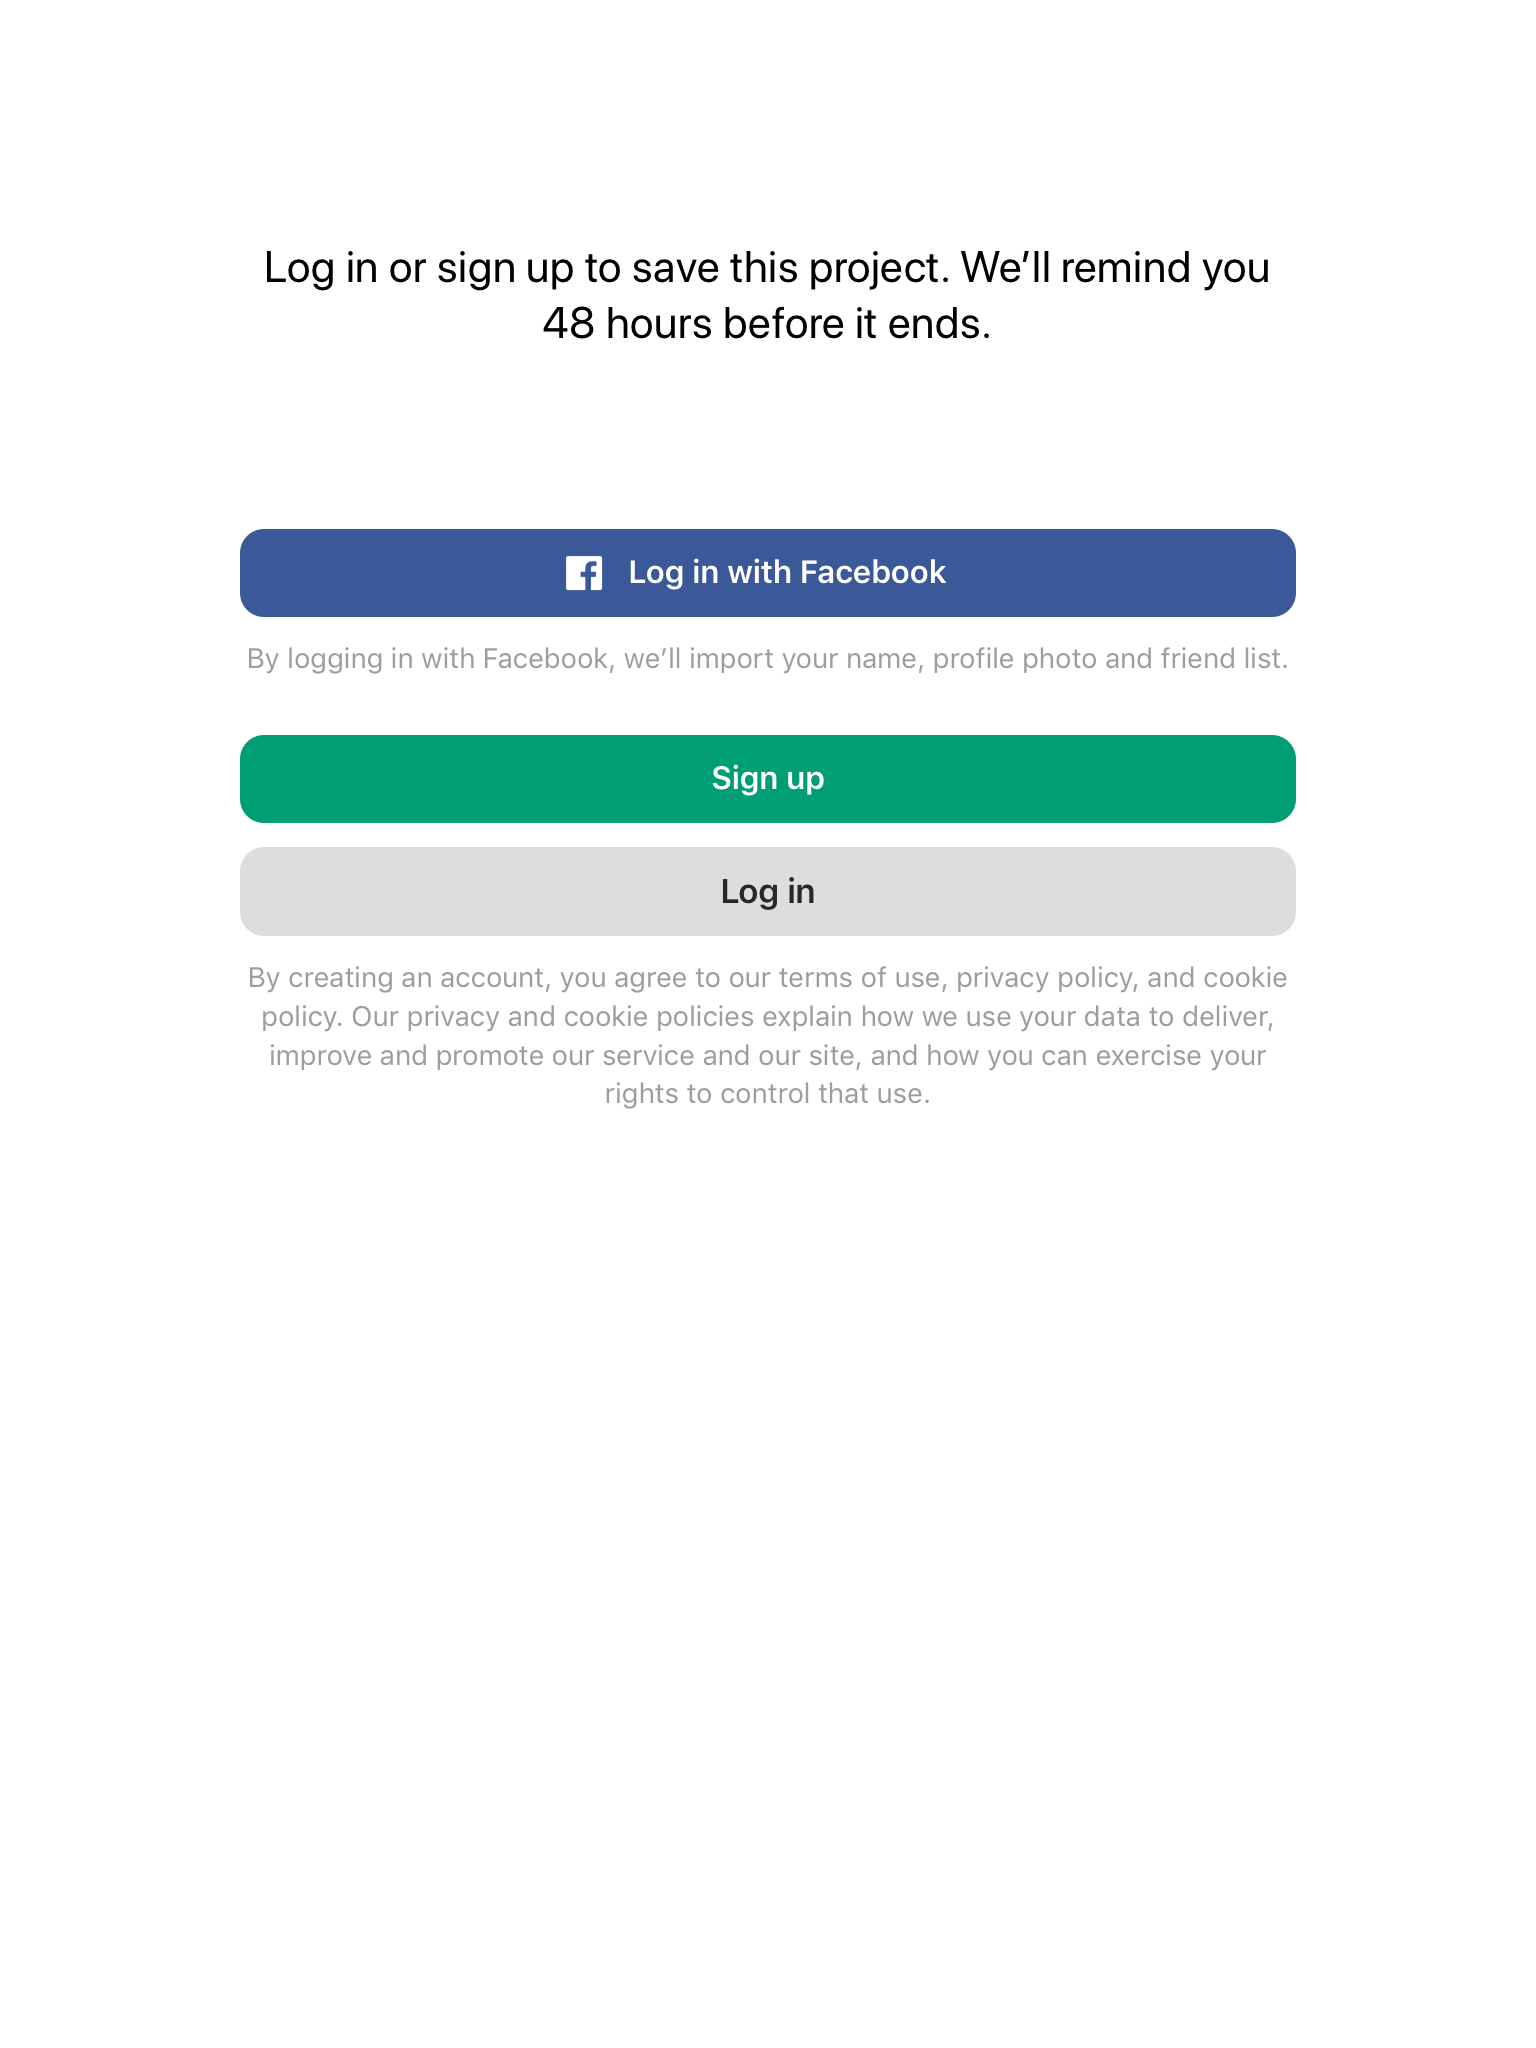 Log in or sign up to save this project. We’ll remind you
48 hours before it ends.
Log in with Facebook
By logging in with Facebook, we’ll import your name, profile photo and friend list.
Sign up
Log in
By creating an account, you agree to our terms of use, privacy policy, and cookie
policy. Our privacy and cookie policies explain how we use your data to deliver,
improve and promote our service and our site, and how you can exercise your
rights to control that use.